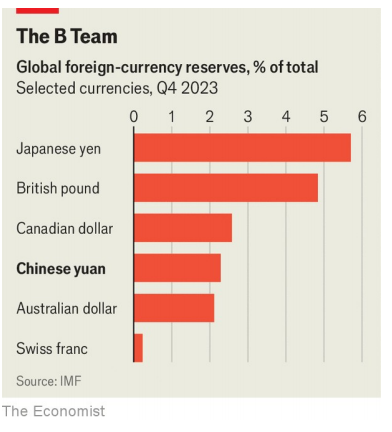 The B Team
Global foreign-currency reserves, % of total
Selected currencies, Q4 2023
0 1 2 3 4 5 6
Japanese yen
British pound
Canadian dollar
Chinese yuan
Australian dollar
Swiss franc
Source: IMF
The Economist